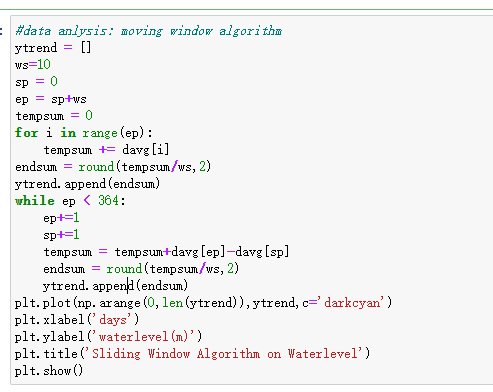 #data anlysis: moving window algorithm
ytrend = []
ws=10
sp = 0
ep = sp+ws
tempsum = 0
for i in range(ep):
    tempsum += davg[i]
endsum = round(tempsum/ws,2)
ytrend.append(endsum)
while ep < 364:
    ep+=1
    sp+=1
    tempsum = tempsum+davg[ep]-davg[sp]
    endsum = round(tempsum/ws,2)
    ytrend.append(endsum)
plt.plot(np.arange(0,len(ytrend)),ytrend,c='darkcyan')
plt.xlabel('days')
plt.ylabel('waterlevel(m)')
plt.title('Sliding Window Algorithm on Waterlevel')
plt.show()